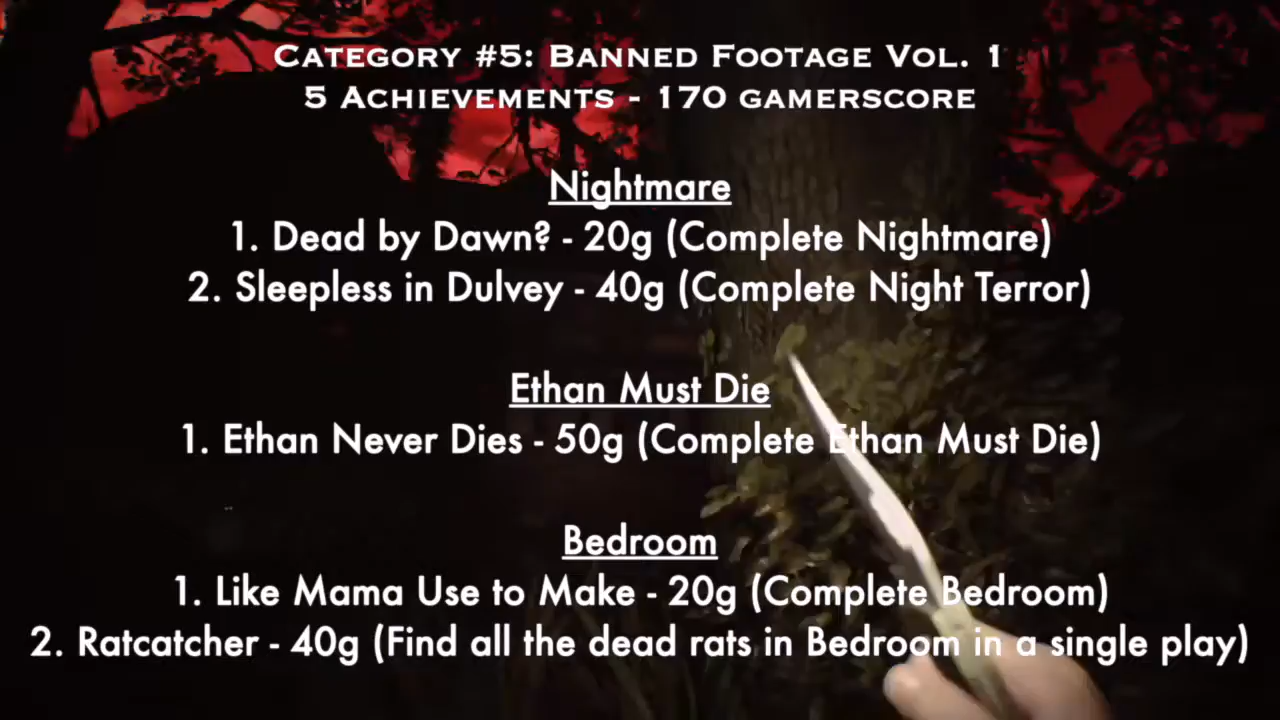 CATEGORY #5: BANNED FOOTAGE VOL. 1
5 ACHIEVEMENTS - 170 GAMERSCORE
Nightmare
1. Dead by Dawn? - 20g (Complete Nightmare)
2. Sleepless in Dulvey - 40g (Complete Night Terror)
Ethan Must Die
1. Ethan Never Dies - 50g (Complete Ethan Must Die)
Bedroom
1. Like Mama Use to Make - 20g (Complete Bedroom)
2. Ratcatcher - 40g (Find all the dead rats in Bedroom in a single play)